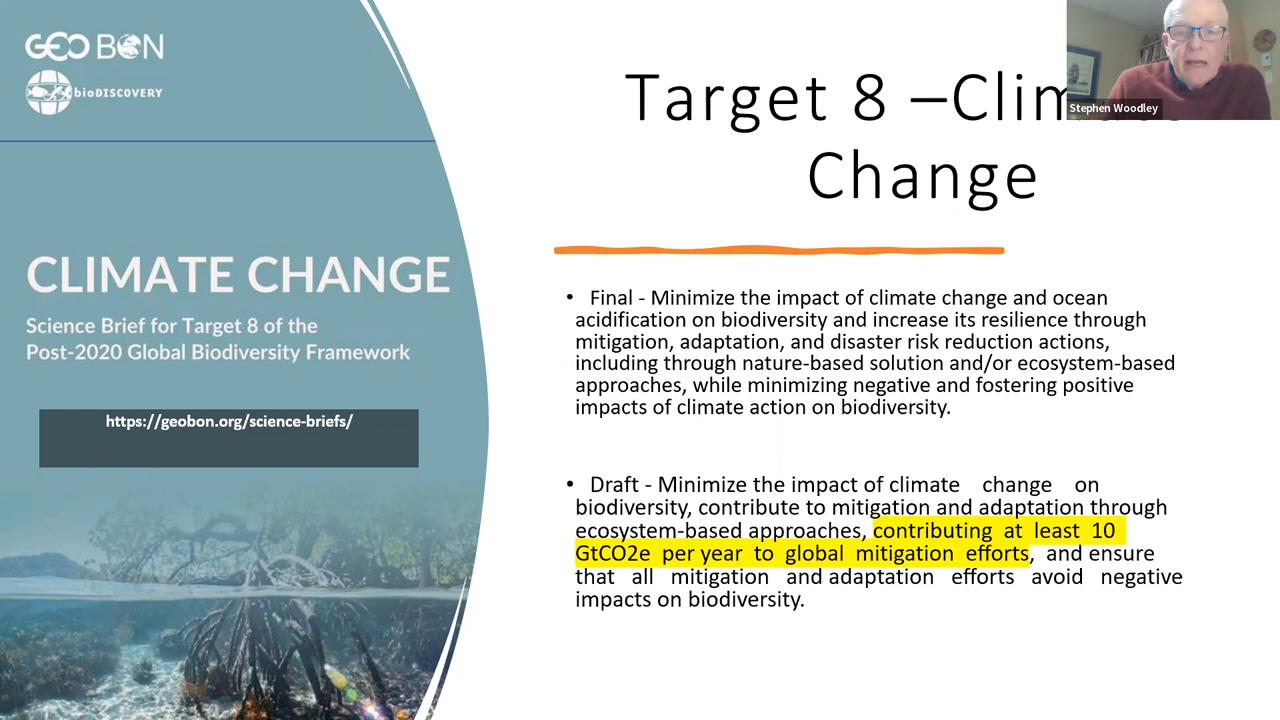 GEO BON
bioDISCOVERY
CLIMATE CHANGE
Science Brief for Target 8 of the
Post-2020 Global Biodiversity Framework
https://geobon.org/science-briefs/
Target 8 –Clim
Change
Stephen Woodley
• Final - Minimize the impact of climate change and ocean
acidification on biodiversity and increase its resilience through
mitigation, adaptation, and disaster risk reduction actions,
including through nature-based solution and/or ecosystem-based
approaches, while minimizing negative and fostering positive
impacts of climate action on biodiversity.
• Draft - Minimize the impact of climate change on
biodiversity, contribute to mitigation and adaptation through
ecosystem-based approaches, contributing at least 10
GtCO2e per year to global mitigation efforts, and ensure
that all mitigation and adaptation efforts avoid negative
impacts on biodiversity.